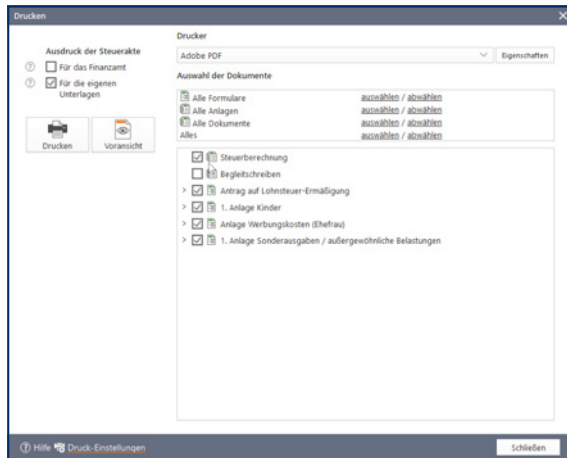 Drucken
Ausdruck der Steuerakte
Für das Finanzamt
Für die eigenen
Unterlagen
Drucken
Voransicht
Drucker
Adobe PDF
Eigenschaften
Auswahl der Dokumente
Alle Formulare auswählen / abwählen
Alle Anlagen auswählen / abwählen
Alle Dokumente auswählen / abwählen
Alles auswählen / abwählen
Steuerberechnung
Begleitschreiben
Antrag auf Lohnsteuer-Ermäßigung
1. Anlage Kinder
Anlage Werbungskosten (Ehefrau)
1. Anlage Sonderausgaben / außergewöhnliche Belastungen
Hilfe Druck-Einstellungen
Schließen